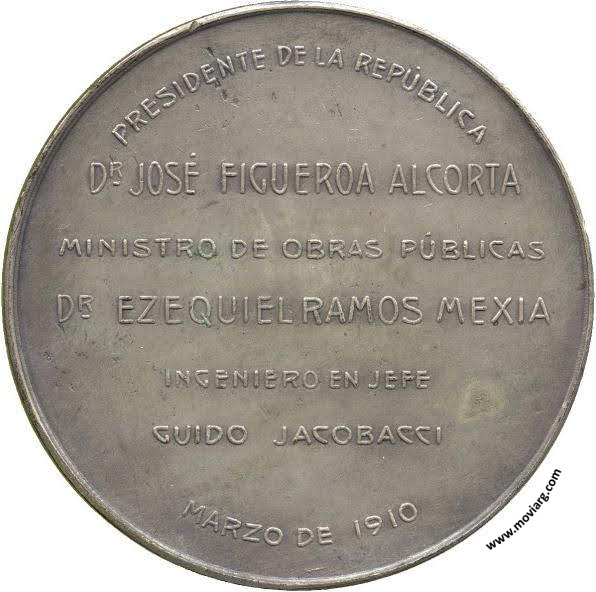 PRESIDENTE DE LA REPÚBLICA
DR JOSÉ FIGUEROA ALCORTA
MINISTRO DE OBRAS PÚBLICAS
DR EZEQUIEL RAMOS MEXIA
INGENIERO EN JEFE
GUIDO JACOBACCI
MARZO DE 1910
www.moviarg.com